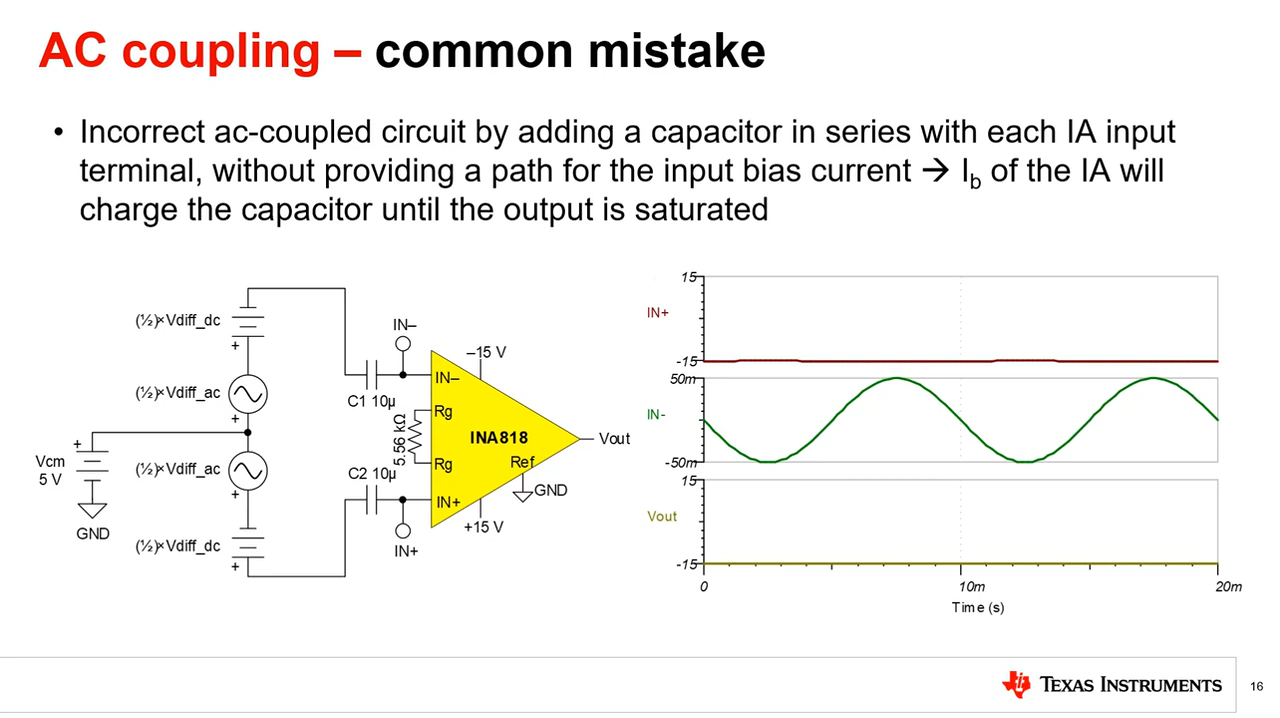 AC coupling – common mistake
• Incorrect ac-coupled circuit by adding a capacitor in series with each IA input
terminal, without providing a path for the input bias current → Ib of the IA will
charge the capacitor until the output is saturated
(½)×Vdiff_dc
+
(½)×Vdiff_ac
+
+
Vcm
5 V
GND
(½)×Vdiff_ac
+
(½)×Vdiff_dc
+
IN–
C1 10µ
–15 V
IN–
Rg
5.56 kΩ
INA818
Vout
Rg
Ref
GND
C2 10µ
IN+
+15 V
IN+
15
IN+
-15
50m
IN-
-50m
15
Vout
-15
0
10m
20m
Time (s)
TEXAS INSTRUMENTS
16